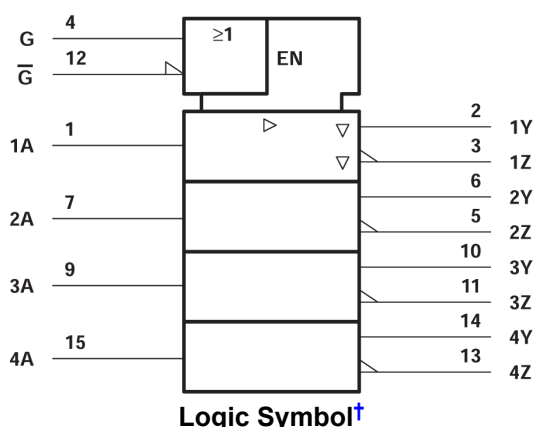 G 4 ≥1 EN
G̅ 12
1A 1 ▷ ▽ 2 1Y
▽ 3 1Z
2A 7 6 2Y
5 2Z
3A 9 10 3Y
11 3Z
4A 15 14 4Y
13 4Z
Logic Symbol†